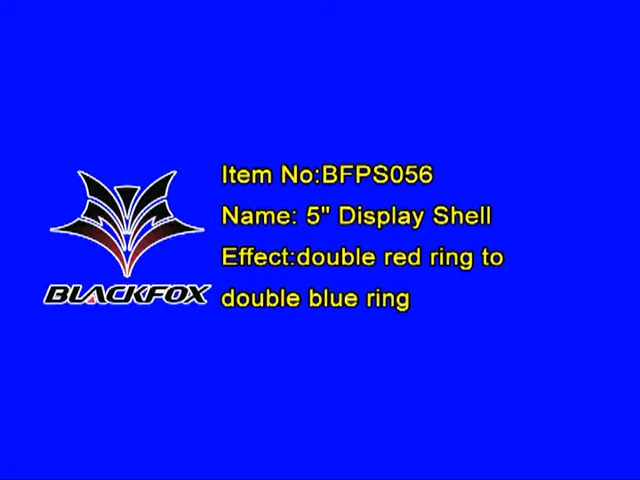 Item No:BFPS056
Name: 5" Display Shell
Effect:double red ring to
double blue ring
BLACKFOX